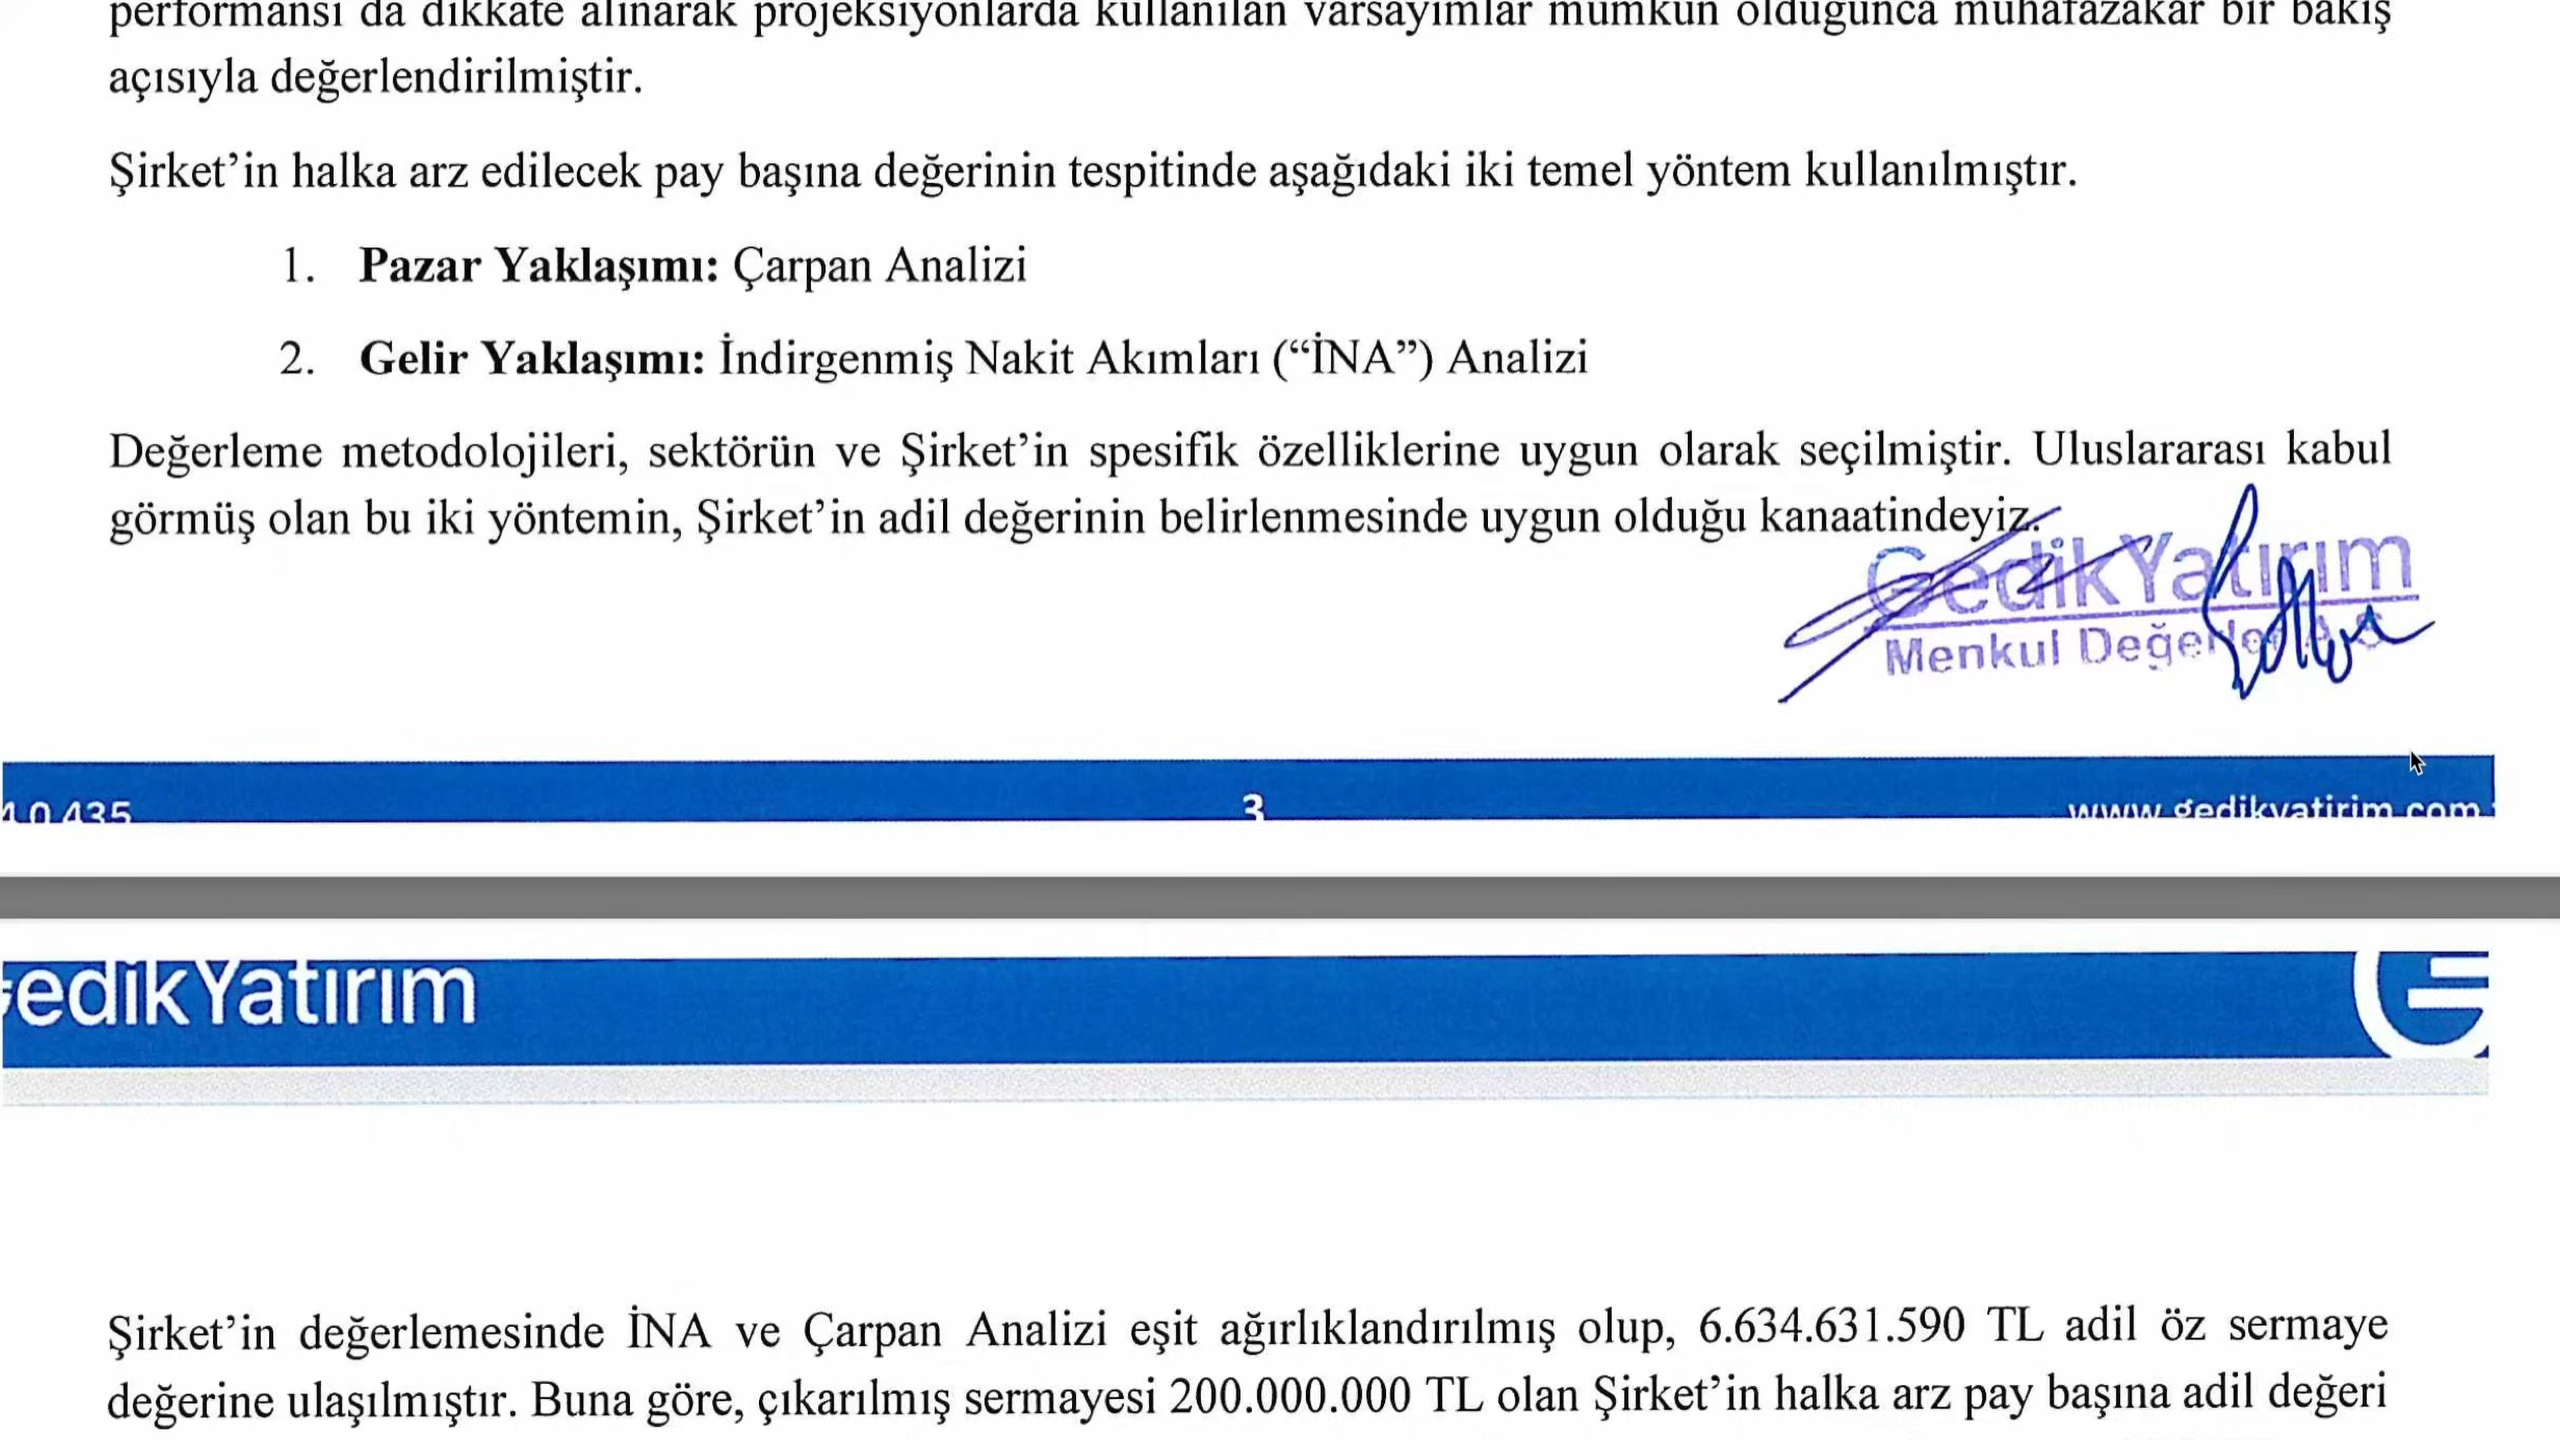 performansı da dikkate alınarak projeksiyonlarda kullanılan varsayımlar mümkün olduğunca muhafazakar bir bakış
açısıyla değerlendirilmiştir.
Şirket’in halka arz edilecek pay başına değerinin tespitinde aşağıdaki iki temel yöntem kullanılmıştır.
1. Pazar Yaklaşımı: Çarpan Analizi
2. Gelir Yaklaşımı: İndirgenmiş Nakit Akımları (“İNA”) Analizi
Değerleme metodolojileri, sektörün ve Şirket’in spesifik özelliklerine uygun olarak seçilmiştir. Uluslararası kabul
görmüş olan bu iki yöntemin, Şirket’in adil değerinin belirlenmesinde uygun olduğu kanaatindeyiz.
GedikYatırım
Menkul
3
www.gedikyatirim.com
edikYatırım
Şirket’in değerlemesinde İNA ve Çarpan Analizi eşit ağırlıklandırılmış olup, 6.634.631.590 TL adil öz sermaye
değerine ulaşılmıştır. Buna göre, çıkarılmış sermayesi 200.000.000 TL olan Şirket’in halka arz pay başına adil değeri